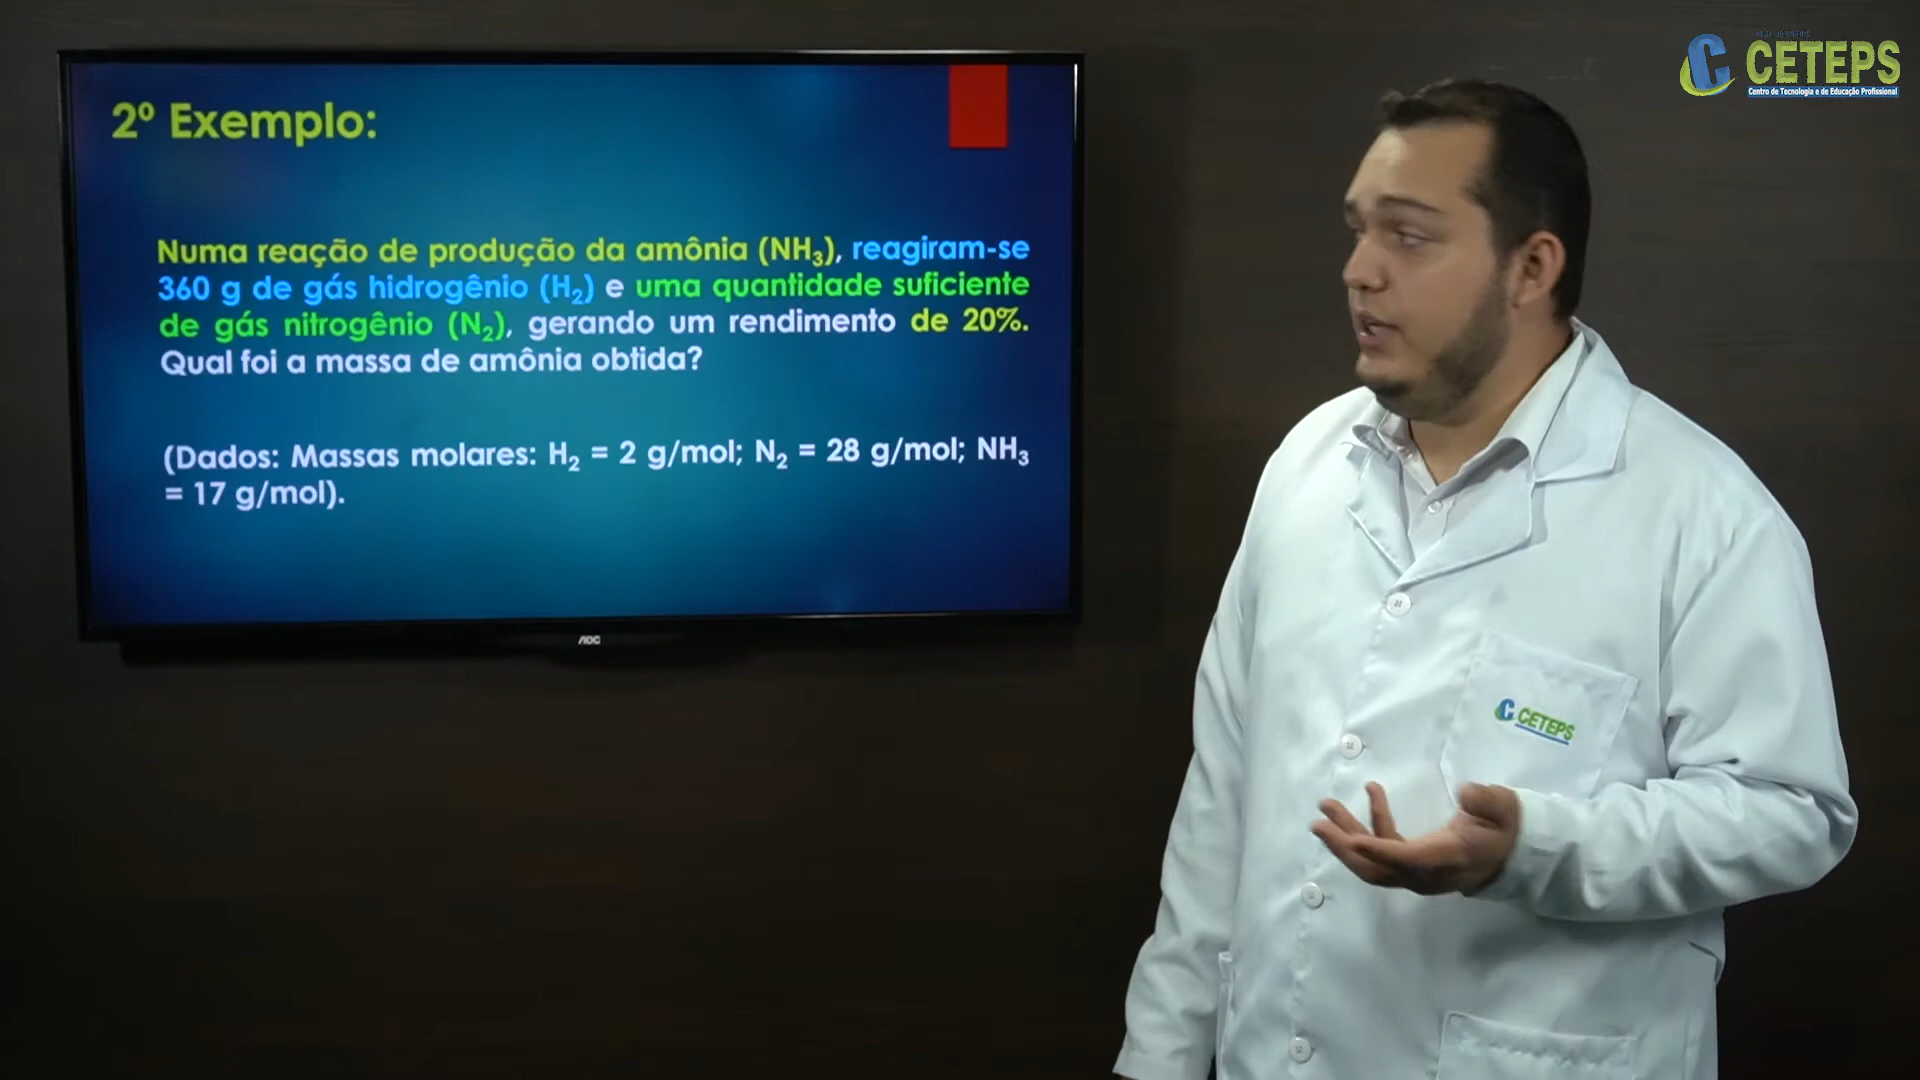 2º Exemplo:
Numa reação de produção da amônia (NH₃), reagiram-se
360 g de gás hidrogênio (H₂) e uma quantidade suficiente
de gás nitrogênio (N₂), gerando um rendimento de 20%.
Qual foi a massa de amônia obtida?
(Dados: Massas molares: H₂ = 2 g/mol; N₂ = 28 g/mol; NH₃
= 17 g/mol).
AOC
CETEPS
Centro de Tecnologia e de Educação Profissional
C CETEPS